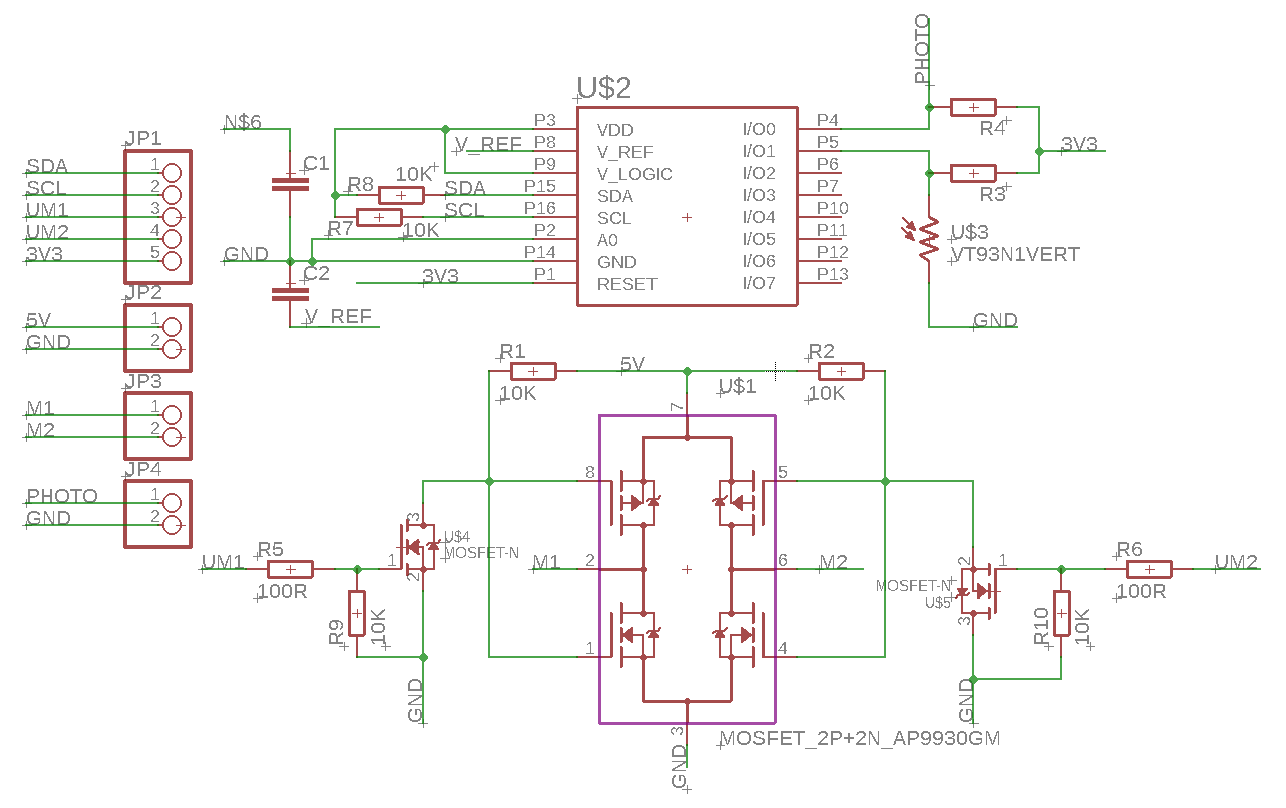 PHOTO
U$2
N$6
P3 VDD I/O0 P4
R4
JP1
V_REF P8 V_REF I/O1 P5
3V3
SDA 1
C1
10K
P9 V_LOGIC I/O2 P6
SCL 2
R8
SDA P15 SDA I/O3 P7
R3
UM1 3
SCL P16 SCL I/O4 P10
UM2 4
R7
10K
P2 A0 I/O5 P11
U$3
3V3 5
GND
P14 GND I/O6 P12
VT93N1VERT
C2
3V3
P1 RESET I/O7 P13
JP2
5V 1
V_REF
GND
GND 2
R1
5V
R2
JP3
10K
7
U$1
10K
M1 1
M2 2
JP4
8
5
PHOTO 1
GND 2
3
U$4
MOSFET-N
UM1
R5
100R
1
2
M1
2
6
M2
2
1
R6
UM2
MOSFET-N
U$5
100R
3
R9
10K
R10
10K
1
4
GND
GND
3
GND
MOSFET_2P+2N_AP9930GM